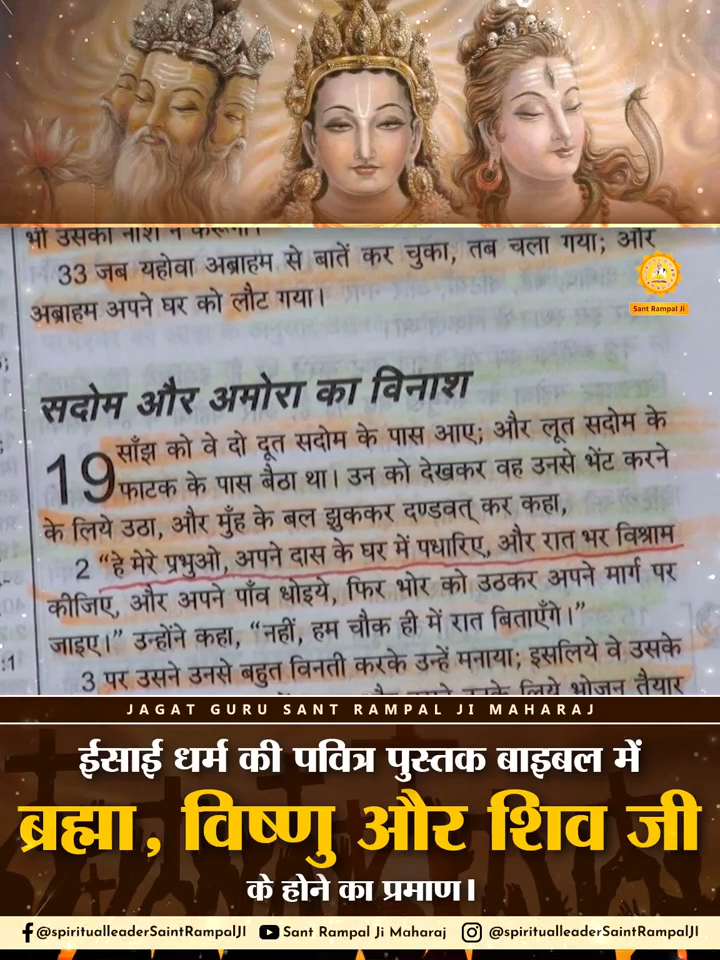 भी उसका नाश न करूँगा।
33 जब यहोवा अब्राहम से बातें कर चुका, तब चला गया; और
अब्राहम अपने घर को लौट गया।
Sant Rampal Ji
सदोम और अमोरा का विनाश
19 साँझ को वे दो दूत सदोम के पास आए; और लूत सदोम के
फाटक के पास बैठा था। उन को देखकर वह उनसे भेंट करने
के लिये उठा, और मुँह के बल झुककर दण्डवत् कर कहा,
2 “हे मेरे प्रभुओ, अपने दास के घर में पधारिए, और रात भर विश्राम
कीजिए, और अपने पाँव धोइये, फिर भोर को उठकर अपने मार्ग पर
जाइए।” उन्होंने कहा, “नहीं, हम चौक ही में रात बिताएँगे।”
:1
3 पर उसने उनसे बहुत विनती करके उन्हें मनाया; इसलिये वे उसके
लिये भोजन तैयार
JAGAT GURU SANT RAMPAL JI MAHARAJ
ईसाई धर्म की पवित्र पुस्तक बाइबल में
ब्रह्मा, विष्णु और शिव जी
के होने का प्रमाण।
@spiritualleaderSaintRampalJI Sant Rampal Ji Maharaj @spiritualleaderSaintRampalJI